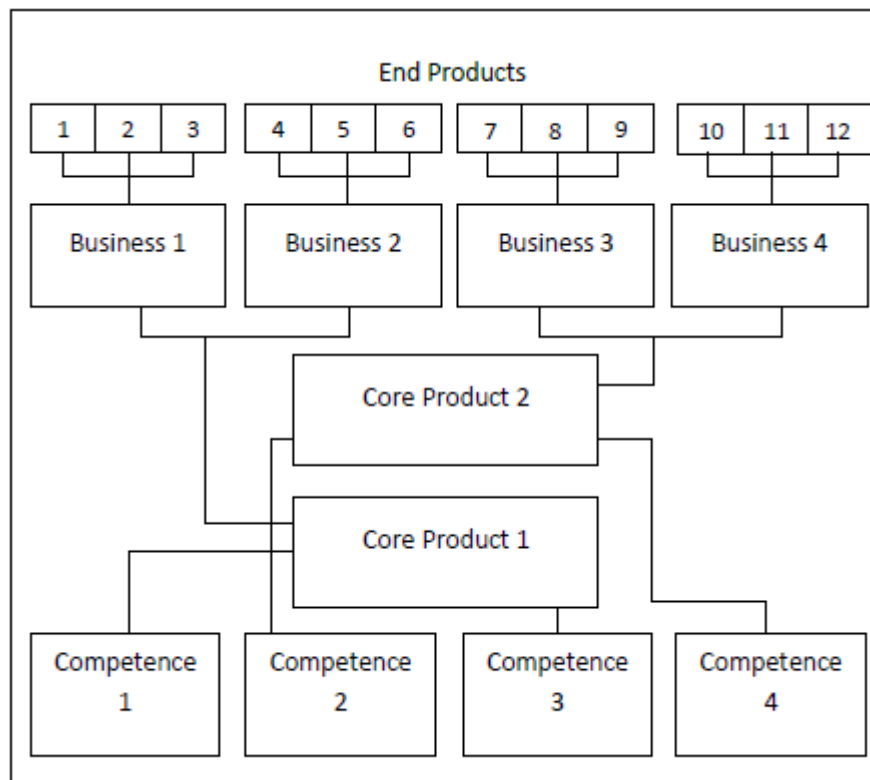 End Products
1 2 3 4 5 6 7 8 9 10 11 12
Business 1 Business 2 Business 3 Business 4
Core Product 2
Core Product 1
Competence Competence Competence Competence
1 2 3 4